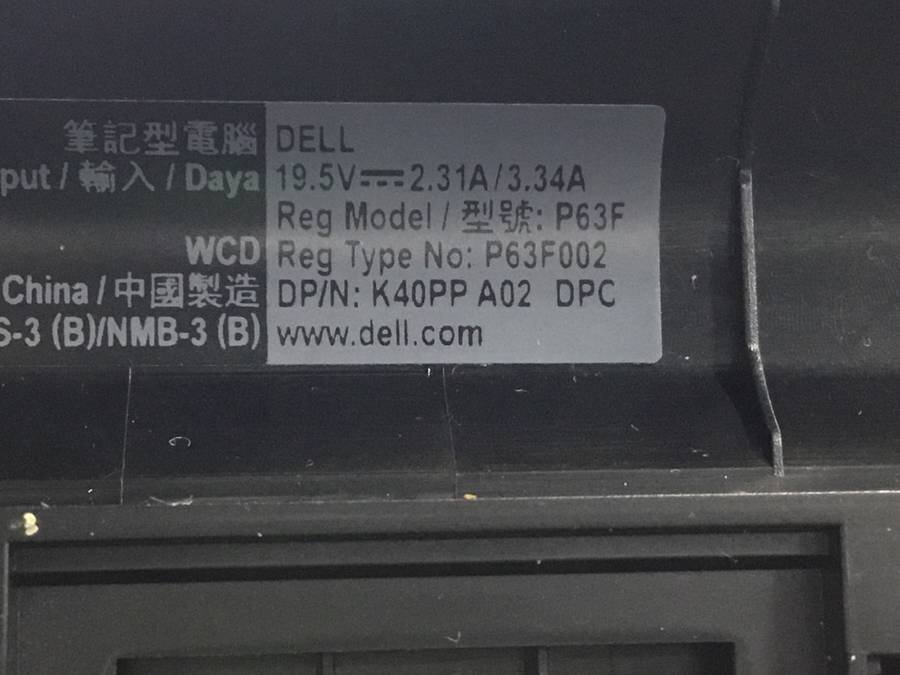 筆記型電腦 DELL
put / 輸入 / Daya 19.5V⎓2.31A/3.34A
Reg Model / 型號: P63F
WCD Reg Type No: P63F002
China / 中國製造 DP/N: K40PP A02 DPC
S-3 (B)/NMB-3 (B) www.dell.com